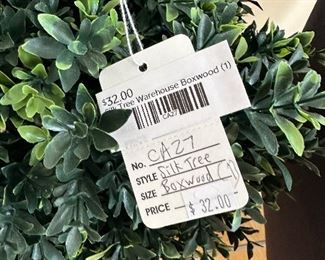 $32.00
Silk Tree Warehouse Boxwood (1)
CA27
No. CA27
STYLE Silk Tree
SIZE Boxwood (1)
PRICE $ 32.00